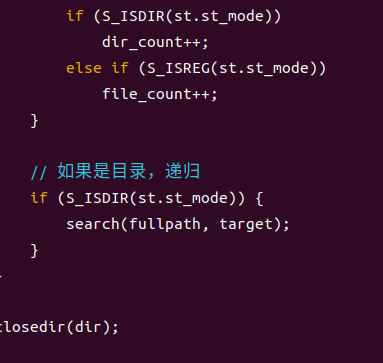 if (S_ISDIR(st.st_mode))
dir_count++;
else if (S_ISREG(st.st_mode))
file_count++;
}
// 如果是目录，递归
if (S_ISDIR(st.st_mode)) {
search(fullpath, target);
}
closedir(dir);